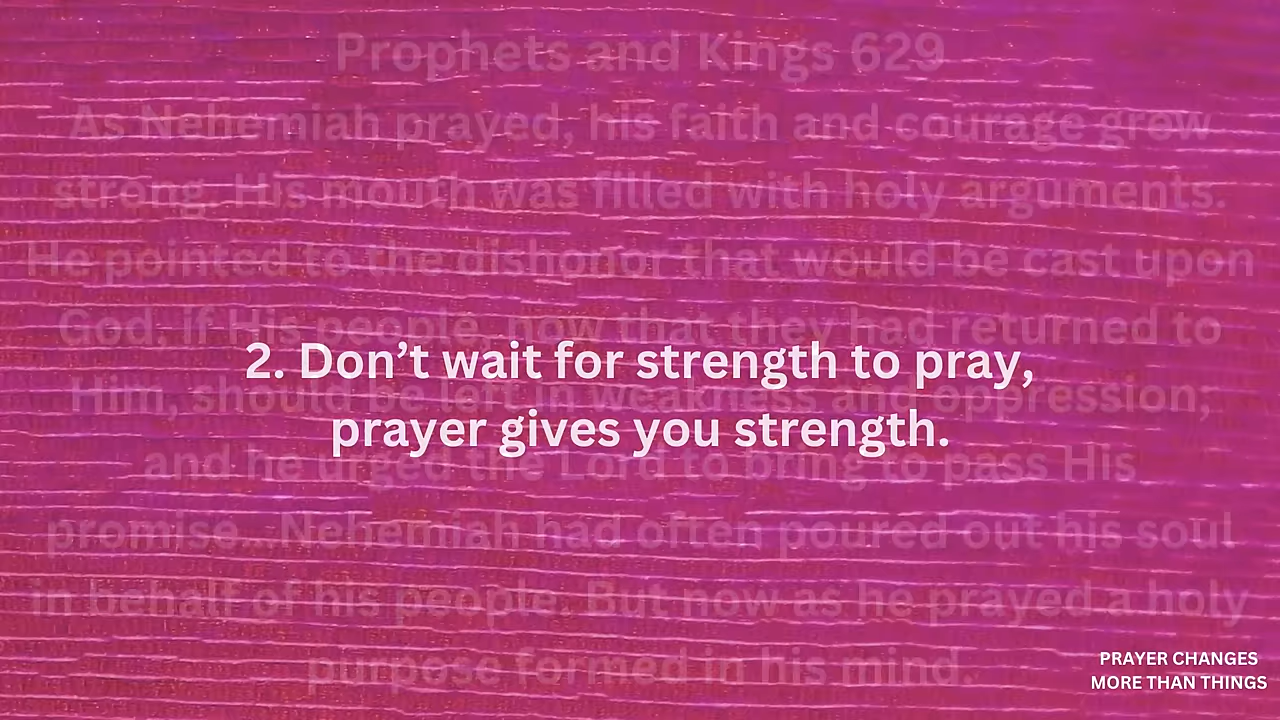 Prophets and Kings 629
As Nehemiah prayed, his faith and courage grew
strong. His mouth was filled with holy arguments.
He pointed to the dishonor that would be cast upon
God, if His people, now that they had returned to
2. Don’t wait for strength to pray,
Him, should be left in weakness and oppression;
prayer gives you strength.
and he urged the Lord to bring to pass His
promise...Nehemiah had often poured out his soul
in behalf of his people. But now as he prayed a holy
purpose formed in his mind.
PRAYER CHANGES
MORE THAN THINGS